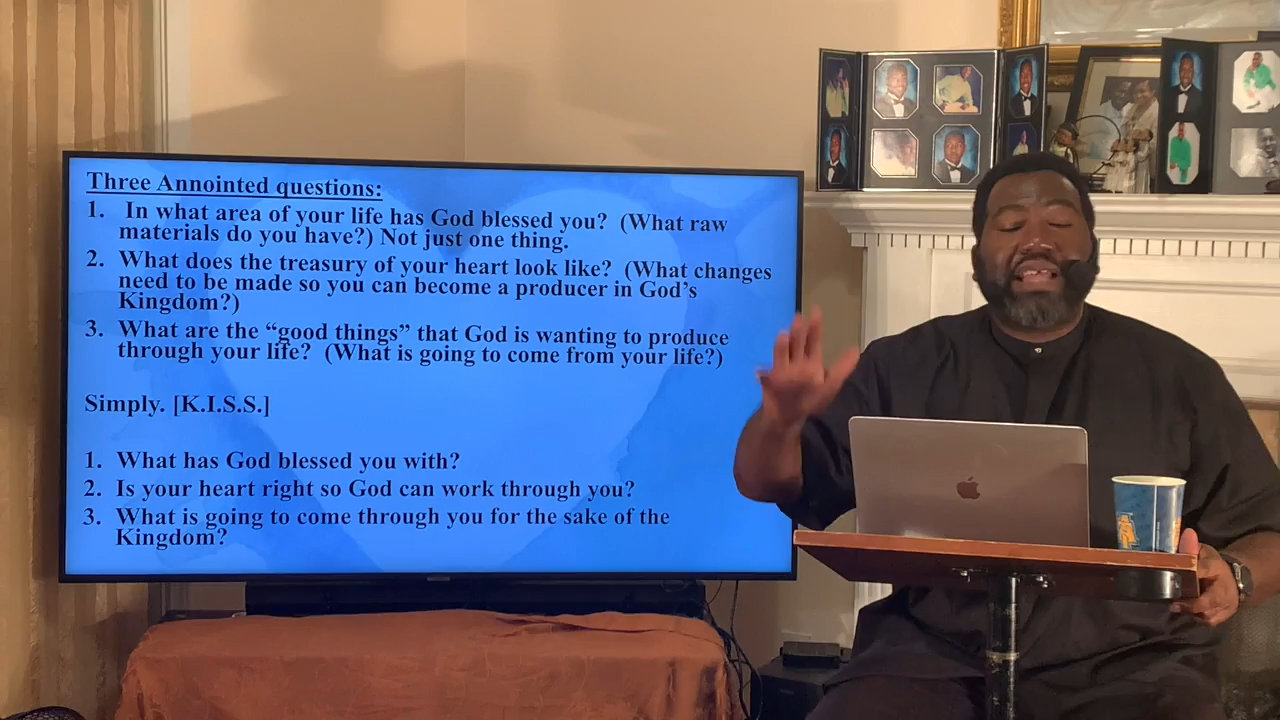 Three Annointed questions:
1. In what area of your life has God blessed you? (What raw
materials do you have?) Not just one thing.
2. What does the treasury of your heart look like? (What changes
need to be made so you can become a producer in God's
Kingdom?)
3. What are the “good things” that God is wanting to produce
through your life? (What is going to come from your life?)
Simply. [K.I.S.S.]
1. What has God blessed you with?
2. Is your heart right so God can work through you?
3. What is going to come through you for the sake of the
Kingdom?